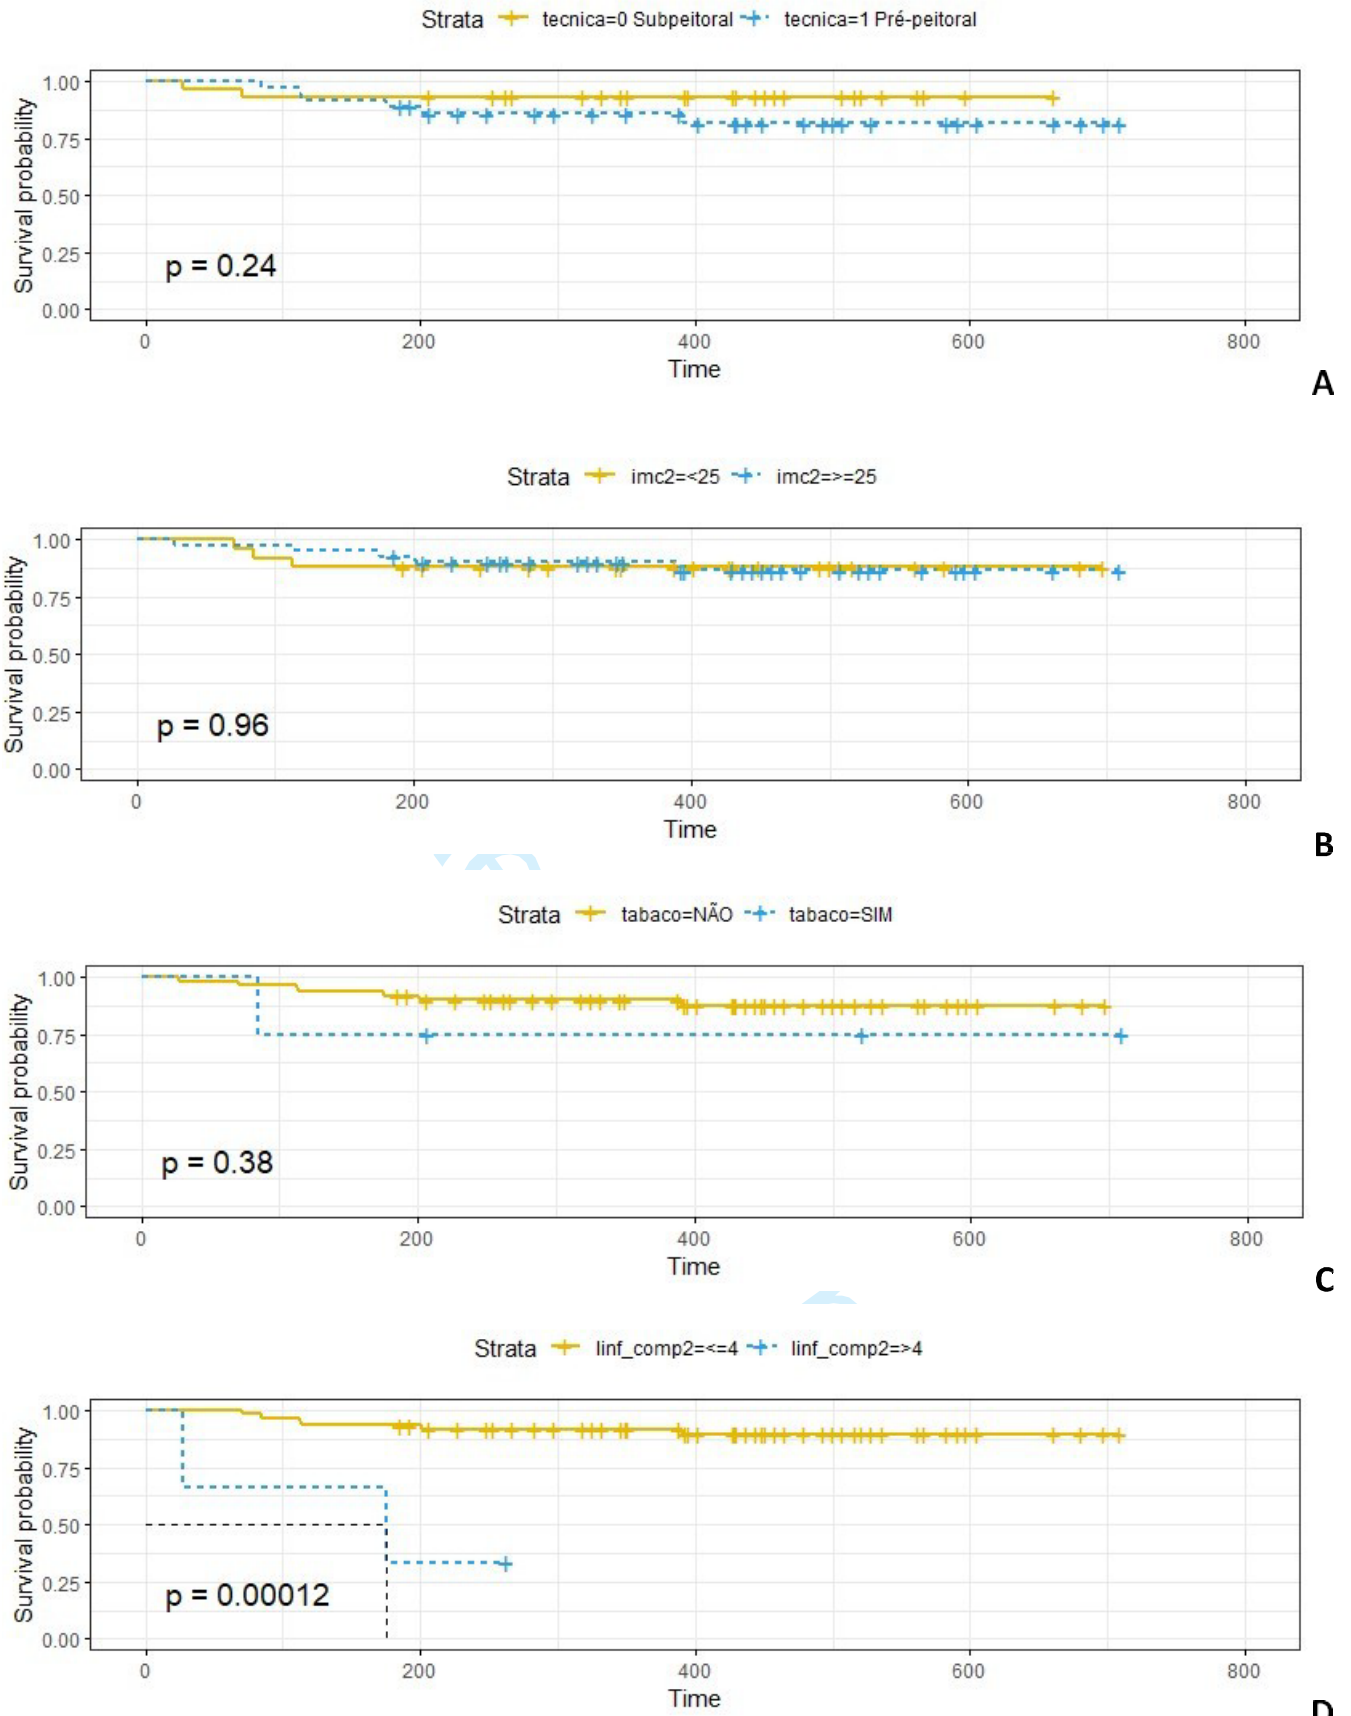 Strata tecnica=0 Subpeitoral tecnica=1 Pré-peitoral
1.00
0.75
0.50
0.25
0.00
Survival probability
p = 0.24
0 200 400 600 800
Time
A
Strata imc2=<25 imc2=>=25
1.00
0.75
0.50
0.25
0.00
Survival probability
p = 0.96
0 200 400 600 800
Time
B
Strata tabaco=NÃO tabaco=SIM
1.00
0.75
0.50
0.25
0.00
Survival probability
p = 0.38
0 200 400 600 800
Time
C
Strata linf_comp2=<=4 linf_comp2=>4
1.00
0.75
0.50
0.25
0.00
Survival probability
p = 0.00012
0 200 400 600 800
Time
D